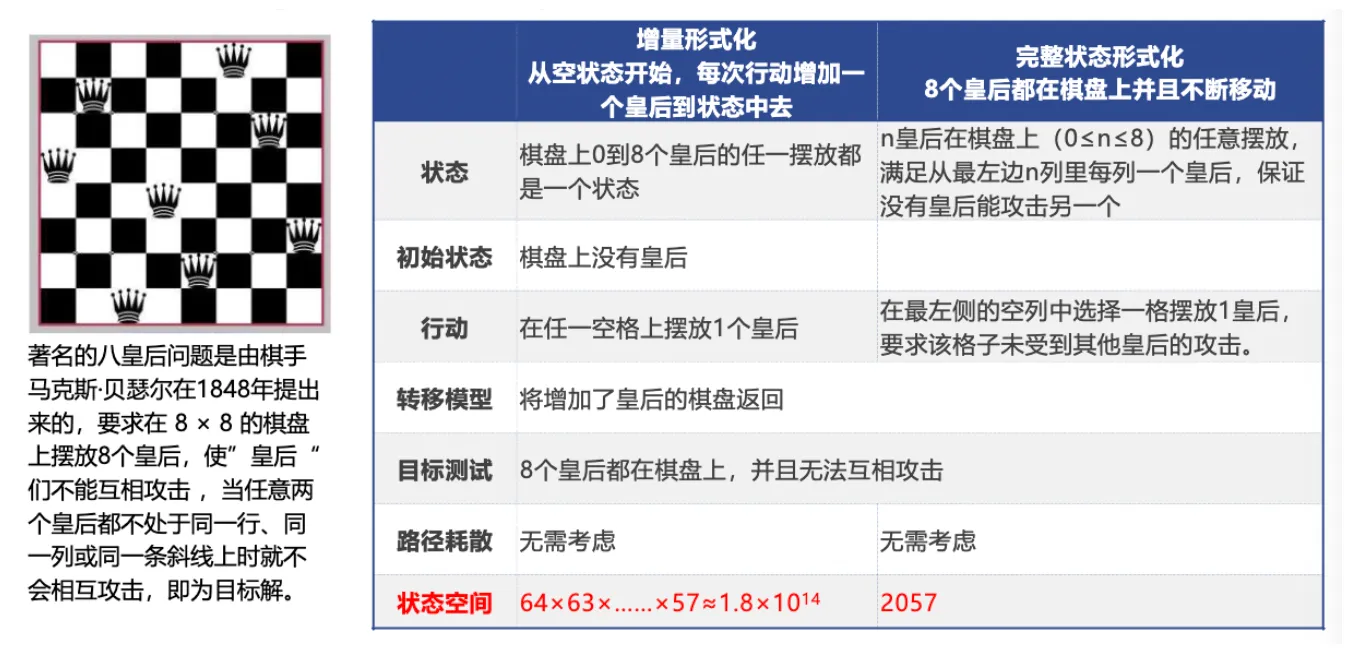 著名的八皇后问题是由棋手
马克斯·贝瑟尔在1848年提出
来的，要求在 8 × 8 的棋盘
上摆放8个皇后，使”皇后“
们不能互相攻击 ，当任意两
个皇后都不处于同一行、同
一列或同一条斜线上时就不
会相互攻击，即为目标解。
增量形式化
从空状态开始，每次行动增加一
个皇后到状态中去
完整状态形式化
8个皇后都在棋盘上并且不断移动
状态
棋盘上0到8个皇后的任一摆放都
是一个状态
n皇后在棋盘上（0≤n≤8）的任意摆放，
满足从最左边n列里每列一个皇后，保证
没有皇后能攻击另一个
初始状态
棋盘上没有皇后
行动
在任一空格上摆放1个皇后
在最左侧的空列中选择一格摆放1皇后，
要求该格子未受到其他皇后的攻击。
转移模型
将增加了皇后的棋盘返回
目标测试
8个皇后都在棋盘上，并且无法互相攻击
路径耗散
无需考虑
无需考虑
状态空间
64×63×……×57≈1.8×10¹⁴
2057